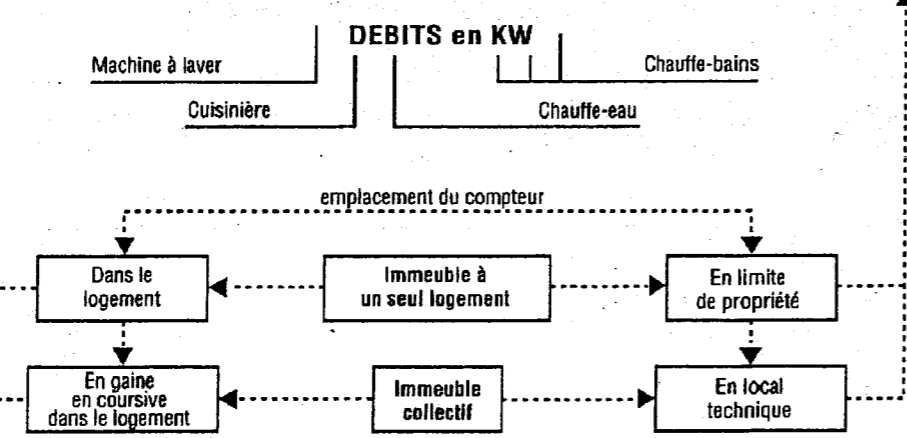 DEBITS en KW
Machine à laver
Chauffe-bains
Cuisinière
Chauffe-eau
emplacement du compteur
Dans le
logement
Immeuble à
un seul logement
En limite
de propriété
En gaine
en coursive
dans le logement
Immeuble
collectif
En local
technique